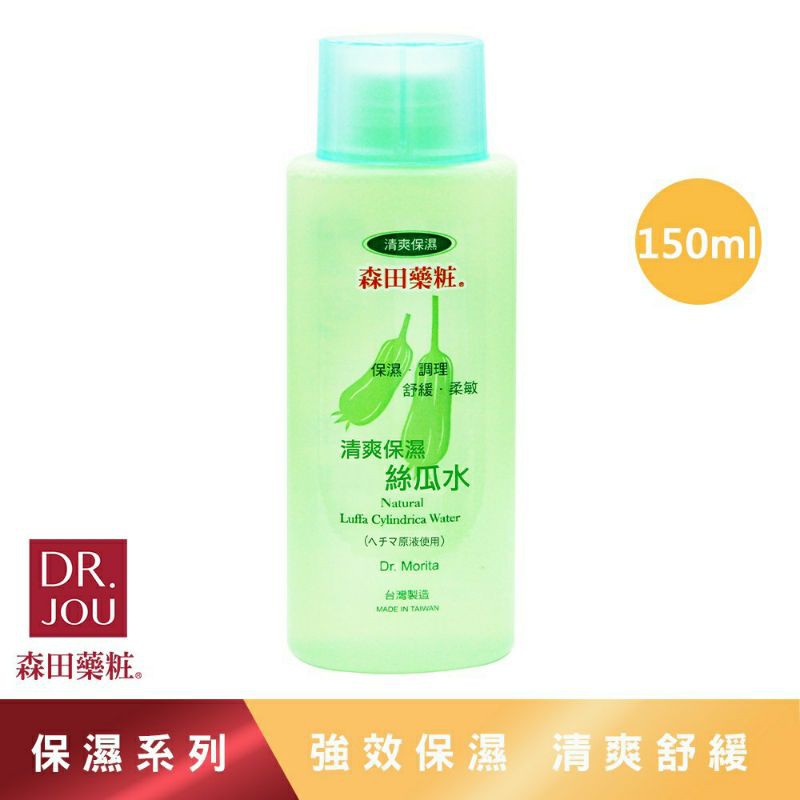 150ml
清爽保濕
森田藥粧®
保濕・調理
舒緩・柔敏
清爽保濕
絲瓜水
Natural
Luffa Cylindrica Water
(ヘチマ原液使用)
Dr. Morita
台灣製造
MADE IN TAIWAN
DR.
JOU
森田藥粧®
保濕系列
強效保濕 清爽舒緩